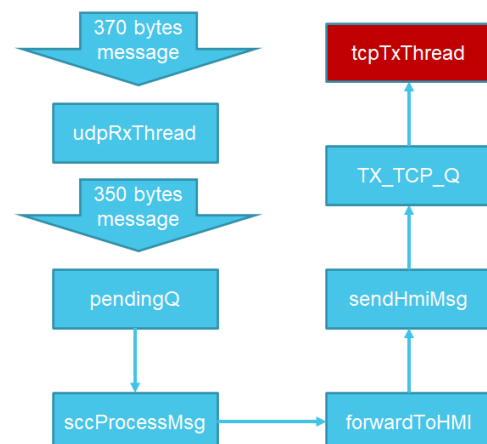 370 bytes
message
udpRxThread
350 bytes
message
pendingQ
sccProcessMsg
forwardToHMI
sendHmiMsg
TX_TCP_Q
tcpTxThread